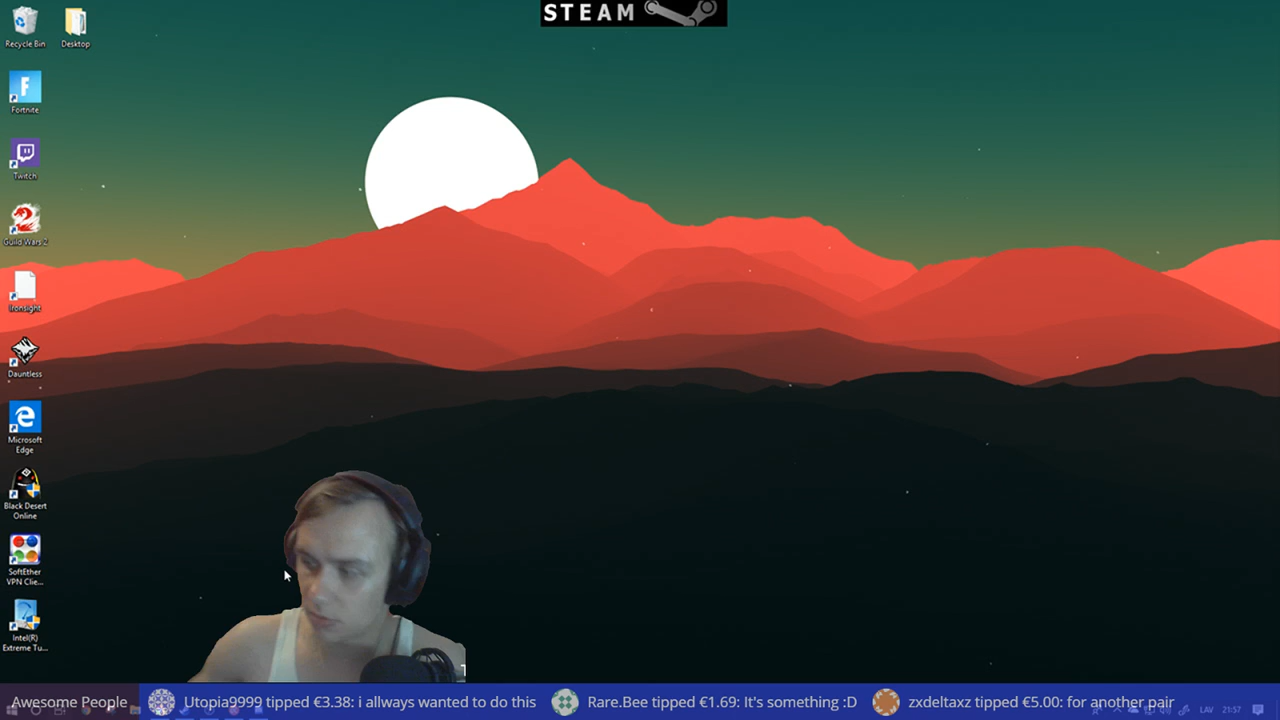 STEAM
Recycle Bin
Desktop
Fortnite
Twitch
Guild Wars 2
Ironsight
Dauntless
Microsoft
Edge
Black Desert
Online
SoftEther
VPN Clie...
Intel(R)
Extreme Tu...
Awesome People
Utopia9999 tipped €3.38: i allways wanted to do this
Rare.Bee tipped €1.69: It's something :D
zxdeltaxz tipped €5.00: for another pair
LAV
21:57